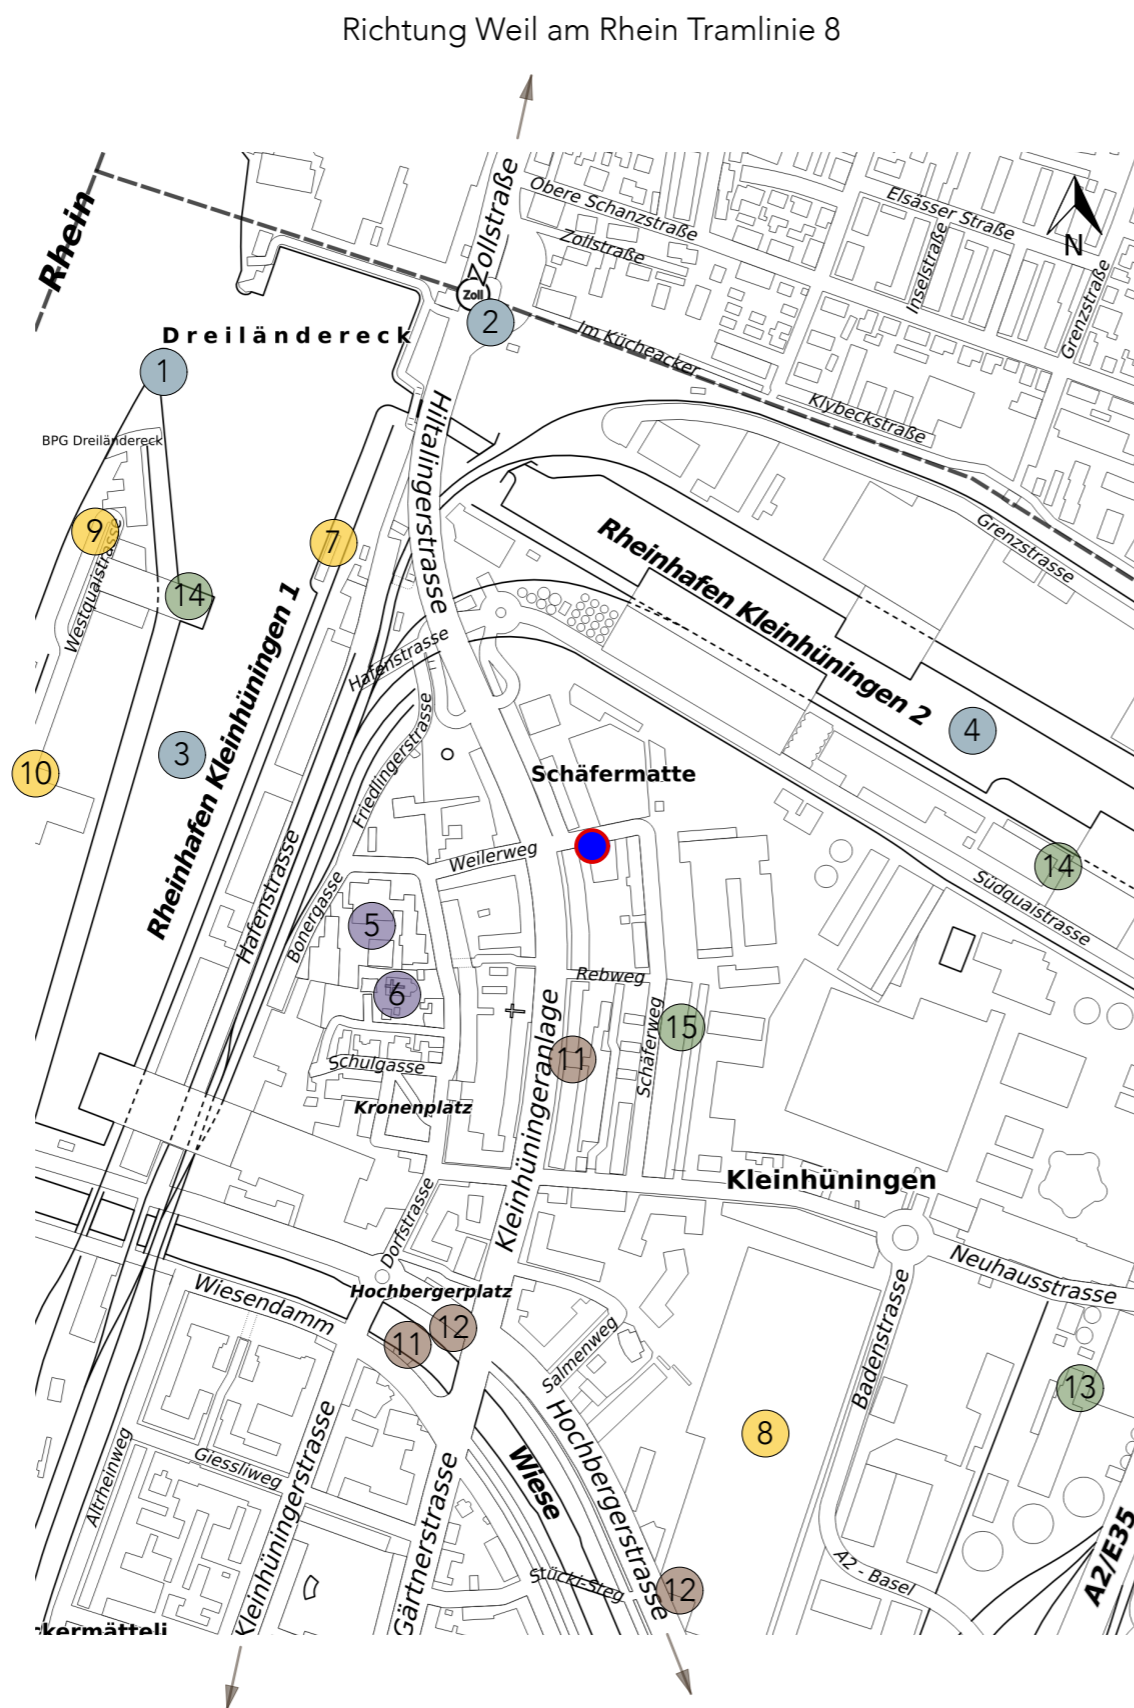 Richtung Weil am Rhein Tramlinie 8
Rhein
Zollstraße
Obere Schanzstraße
Zollstraße
Elsässer Straße
Inselstraße
Grenzstraße
N
Zoll
2
Dreiländereck
1
Im Kücheacker
Klybeckstraße
BPG Dreiländereck
Hiltalingerstrasse
9
7
Westquaistrasse
14
Rheinhafen Kleinhüningen 1
Rheinhafen Kleinhüningen 2
Grenzstrasse
Hafenstrasse
Friedlingerstrasse
3
4
10
Schäfermatte
Weilerweg
14
Südquaistrasse
Hafenstrasse
Bonergasse
5
6
Rebweg
Kleinhüningeranlage
Schäferweg
15
11
Schulgasse
Kronenplatz
Kleinhüningen
Dorfstrasse
Neuhausstrasse
Hochbergerplatz
Wiesendamm
12
11
Salmenweg
Badenstrasse
13
8
Hochbergerstrasse
Wiese
Giessliweg
Altrheinweg
Kleinhüningerstrasse
Gärtnerstrasse
Stücki-Steg
12
A2 - Basel
A2/E35
kermätteli